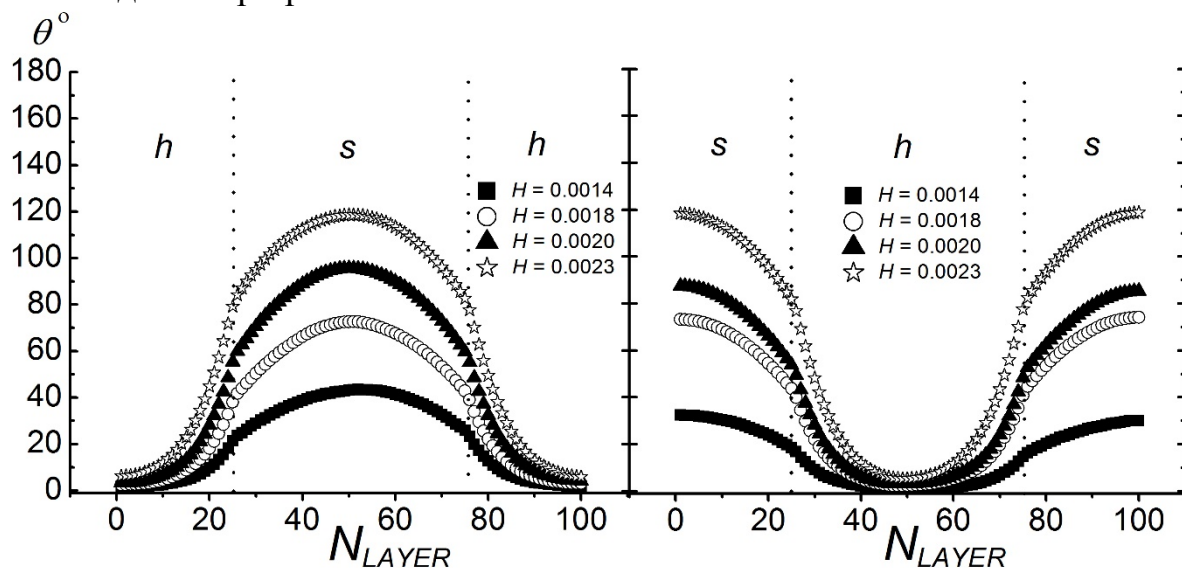 θ°
180
160
140
120
100
80
60
40
20
0
h
s
h
s
h
s
H = 0.0014
H = 0.0018
H = 0.0020
H = 0.0023
H = 0.0014
H = 0.0018
H = 0.0020
H = 0.0023
0 20 40 60 80 100
0 20 40 60 80 100
N_LAYER
N_LAYER